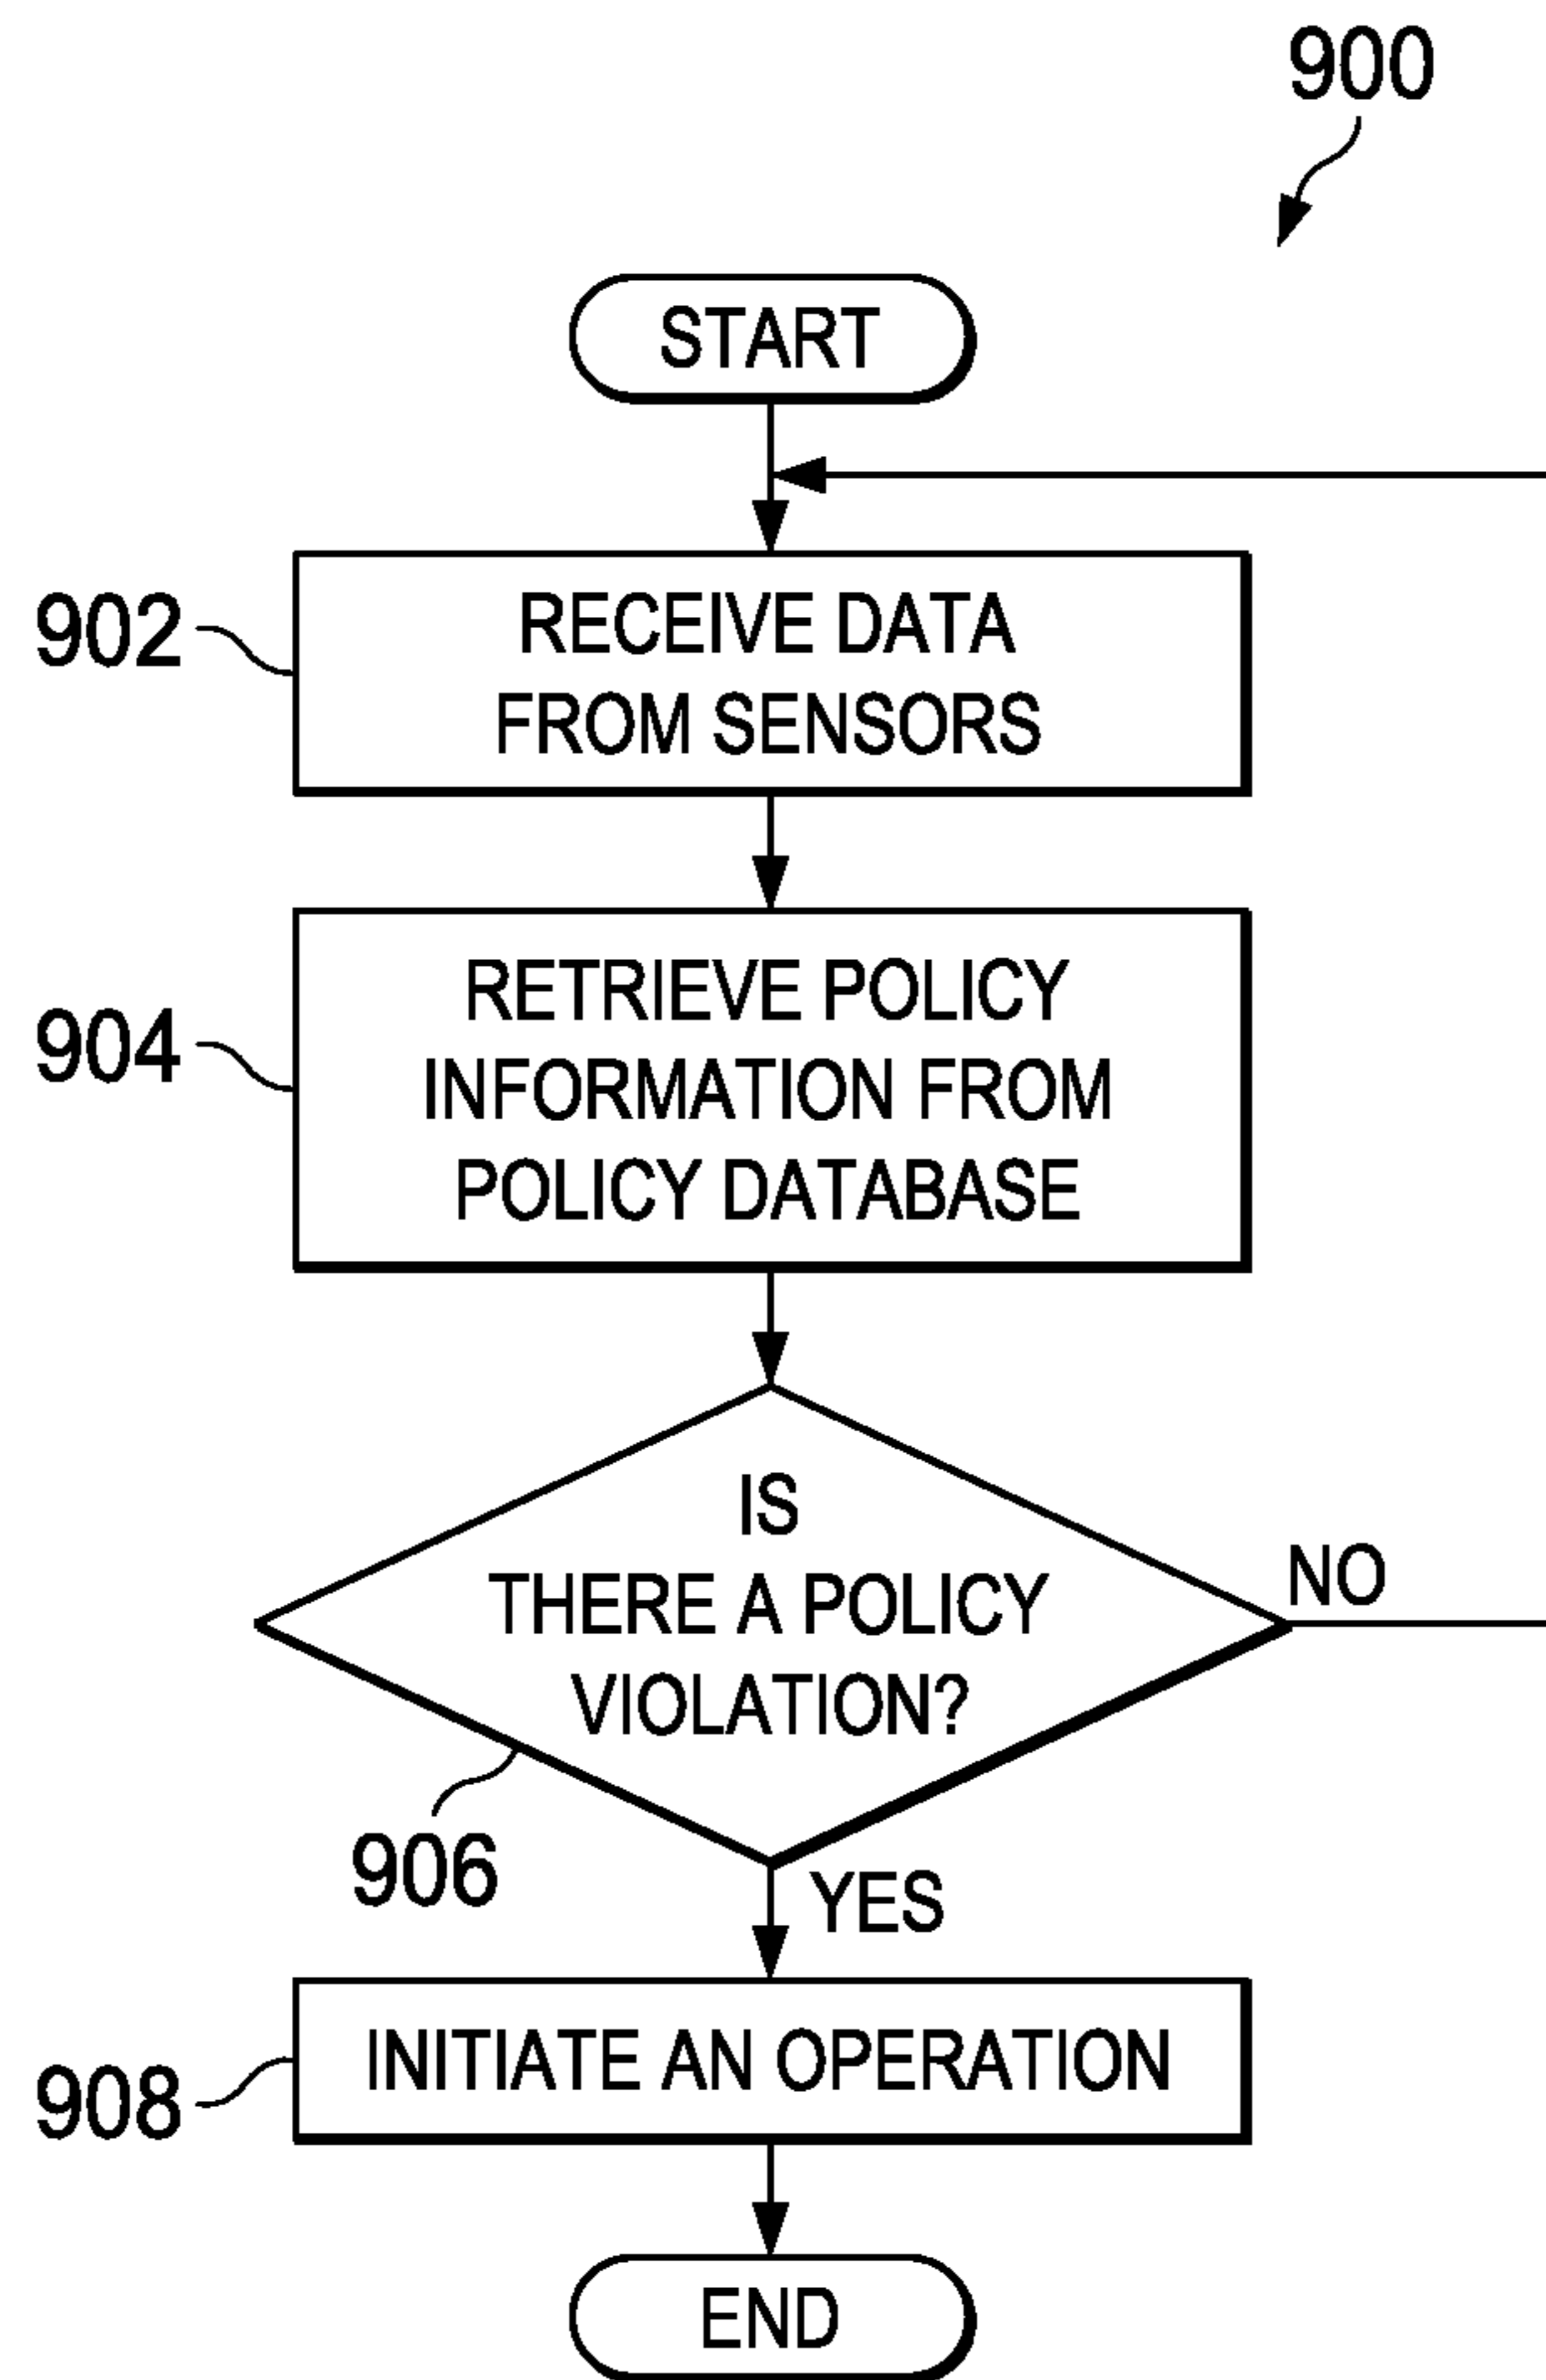 900
START
902
RECEIVE DATA
FROM SENSORS
904
RETRIEVE POLICY
INFORMATION FROM
POLICY DATABASE
IS
THERE A POLICY
VIOLATION?
NO
906
YES
908
INITIATE AN OPERATION
END